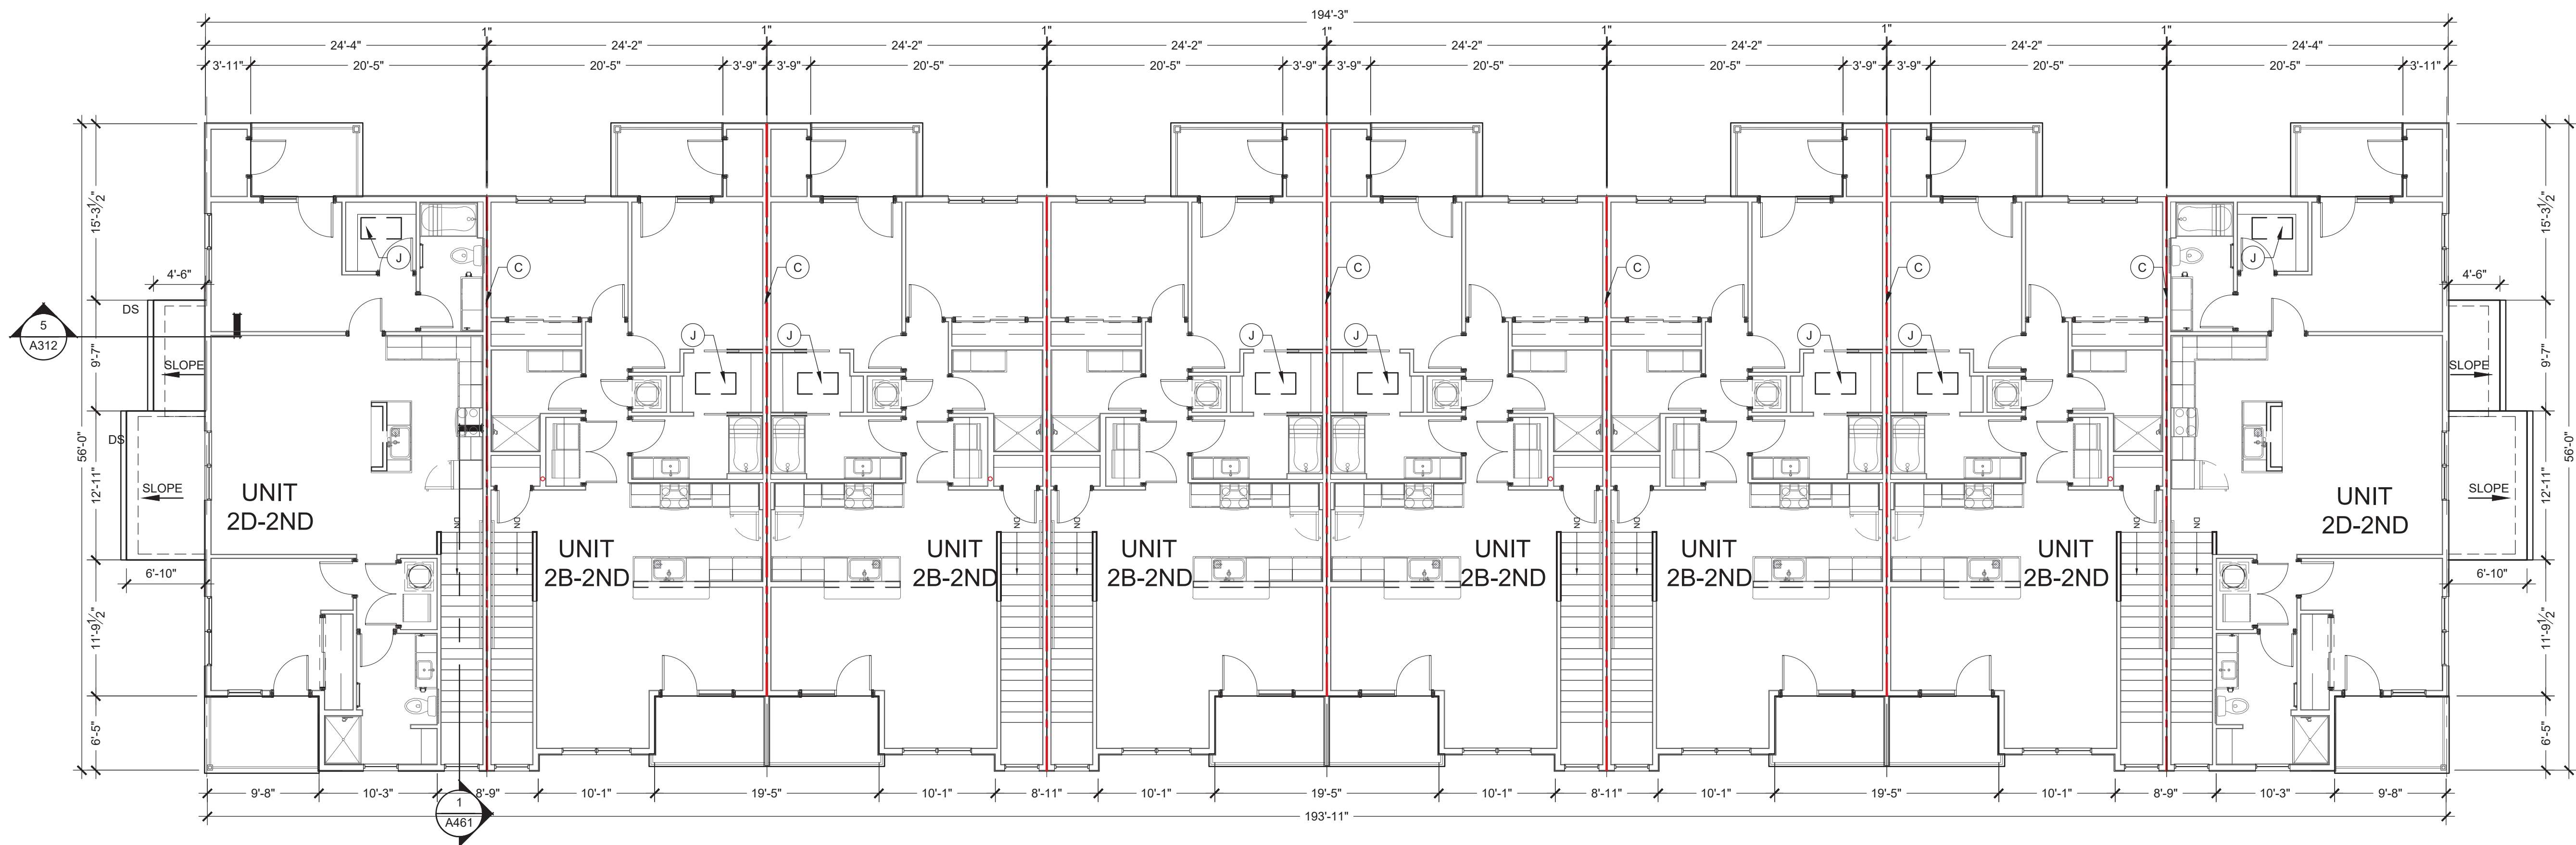 194'-3"
1" 1" 1" 1" 1" 1" 1"
24'-4" 24'-2" 24'-2" 24'-2" 24'-2" 24'-2" 24'-2" 24'-4"
3'-11" 20'-5" 20'-5" 3'-9" 3'-9" 20'-5" 20'-5" 3'-9" 3'-9" 20'-5" 20'-5" 3'-9" 3'-9" 20'-5" 20'-5" 3'-11"
15'-3½" 15'-3½"
J C C C C C C J
4'-6" 4'-6"
DS
5
A312
J J J J J J
9'-7" 9'-7"
SLOPE SLOPE
DS
56'-0" 56'-0"
12'-11" 12'-11"
SLOPE SLOPE
UNIT
2D-2ND
UNIT
2D-2ND
DN DN DN DN DN DN DN DN
UNIT
2B-2ND
UNIT
2B-2ND
UNIT
2B-2ND
UNIT
2B-2ND
UNIT
2B-2ND
UNIT
2B-2ND
6'-10" 6'-10"
11'-9½" 11'-9½"
6'-5" 6'-5"
9'-8" 10'-3" 8'-9" 10'-1" 19'-5" 10'-1" 8'-11" 10'-1" 19'-5" 10'-1" 8'-11" 10'-1" 19'-5" 10'-1" 8'-9" 10'-3" 9'-8"
1
A461
193'-11"